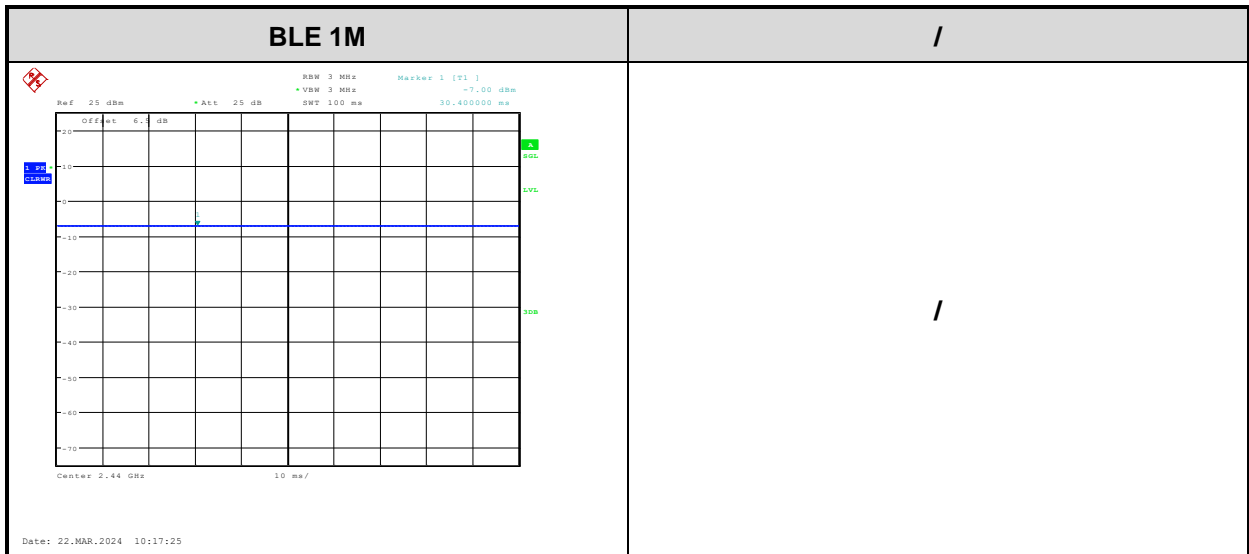 BLE 1M /
RBW 3 MHz Marker 1 [T1 ]
*VBW 3 MHz -7.00 dBm
Ref 25 dBm *Att 25 dB SWT 100 ms 30.400000 ms
Offset 6.5 dB
20
A
SGL
1 PK * 10
CLRWR
LVL
0
1
-10
-20
-30
3DB
/
-40
-50
-60
-70
Center 2.44 GHz 10 ms/
Date: 22.MAR.2024 10:17:25